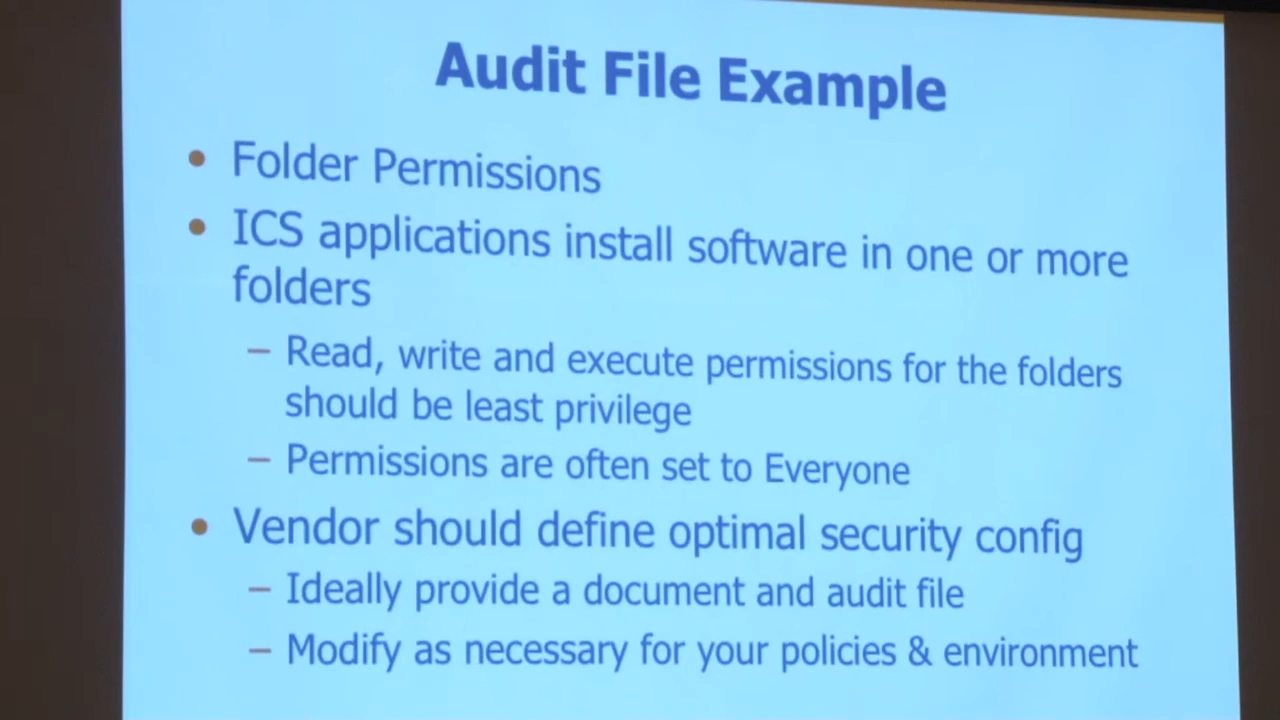 Audit File Example
• Folder Permissions
• ICS applications install software in one or more
folders
– Read, write and execute permissions for the folders
should be least privilege
– Permissions are often set to Everyone
• Vendor should define optimal security config
– Ideally provide a document and audit file
– Modify as necessary for your policies & environment